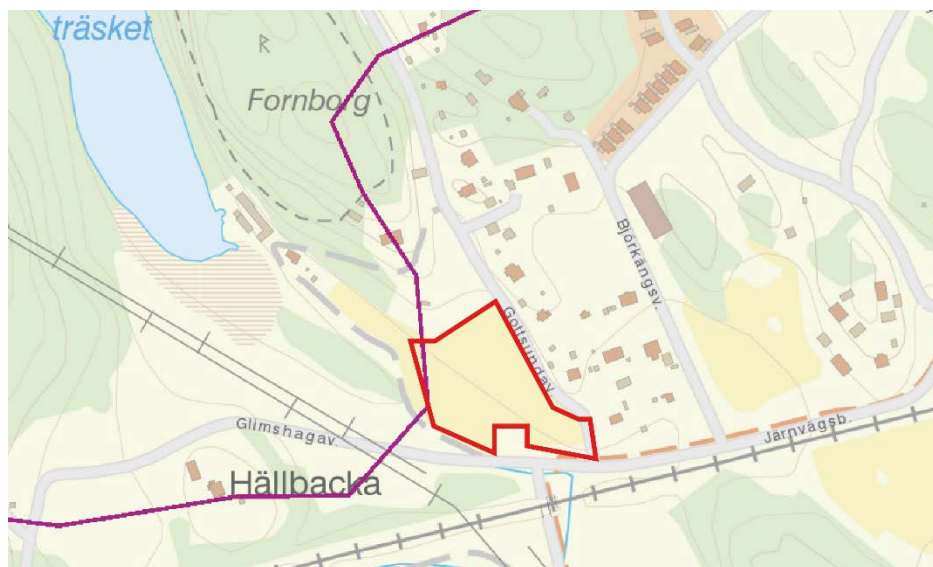 träsket
Fornborg
Björkängsv.
Gottsundav.
Glimshagav.
Järnvägsb.
Hällbacka